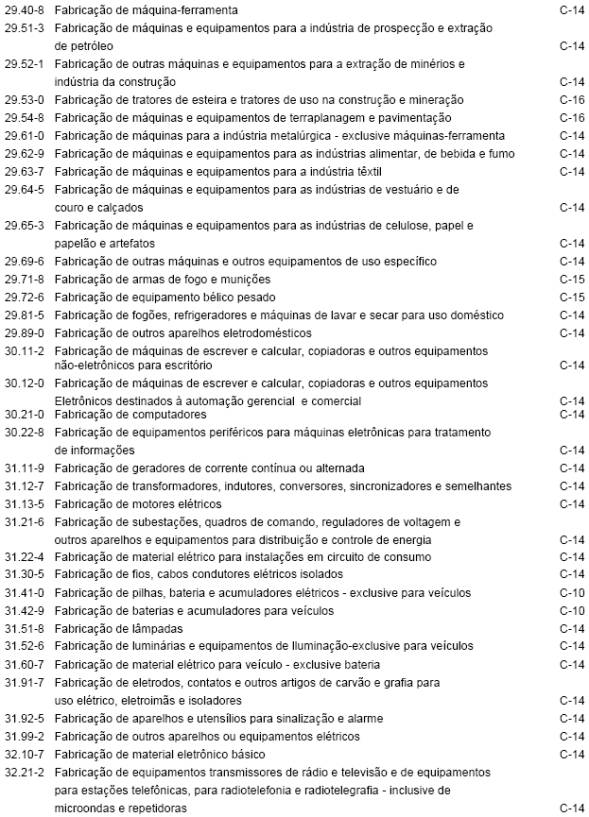 29.40-8 Fabricação de máquina-ferramenta C-14
29.51-3 Fabricação de máquinas e equipamentos para a indústria de prospecção e extração
de petróleo C-14
29.52-1 Fabricação de outras máquinas e equipamentos para a extração de minérios e
indústria da construção C-14
29.53-0 Fabricação de tratores de esteira e tratores de uso na construção e mineração C-16
29.54-8 Fabricação de máquinas e equipamentos de terraplanagem e pavimentação C-16
29.61-0 Fabricação de máquinas para a indústria metalúrgica - exclusive máquinas-ferramenta C-14
29.62-9 Fabricação de máquinas e equipamentos para as indústrias alimentar, de bebida e fumo C-14
29.63-7 Fabricação de máquinas e equipamentos para a indústria têxtil C-14
29.64-5 Fabricação de máquinas e equipamentos para as indústrias de vestuário e de
couro e calçados C-14
29.65-3 Fabricação de máquinas e equipamentos para as indústrias de celulose, papel e
papelão e artefatos C-14
29.69-6 Fabricação de outras máquinas e outros equipamentos de uso específico C-14
29.71-8 Fabricação de armas de fogo e munições C-15
29.72-6 Fabricação de equipamento bélico pesado C-15
29.81-5 Fabricação de fogões, refrigeradores e máquinas de lavar e secar para uso doméstico C-14
29.89-0 Fabricação de outros aparelhos eletrodomésticos C-14
30.11-2 Fabricação de máquinas de escrever e calcular, copiadoras e outros equipamentos
não-eletrônicos para escritório C-14
30.12-0 Fabricação de máquinas de escrever e calcular, copiadoras e outros equipamentos
Eletrônicos destinados à automação gerencial e comercial C-14
30.21-0 Fabricação de computadores C-14
30.22-8 Fabricação de equipamentos periféricos para máquinas eletrônicas para tratamento
de informações C-14
31.11-9 Fabricação de geradores de corrente contínua ou alternada C-14
31.12-7 Fabricação de transformadores, indutores, conversores, sincronizadores e semelhantes C-14
31.13-5 Fabricação de motores elétricos C-14
31.21-6 Fabricação de subestações, quadros de comando, reguladores de voltagem e
outros aparelhos e equipamentos para distribuição e controle de energia C-14
31.22-4 Fabricação de material elétrico para instalações em circuito de consumo C-14
31.30-5 Fabricação de fios, cabos condutores elétricos isolados C-14
31.41-0 Fabricação de pilhas, bateria e acumuladores elétricos - exclusive para veículos C-10
31.42-9 Fabricação de baterias e acumuladores para veículos C-10
31.51-8 Fabricação de lâmpadas C-14
31.52-6 Fabricação de luminárias e equipamentos de Iluminação-exclusive para veículos C-14
31.60-7 Fabricação de material elétrico para veículo - exclusive bateria C-14
31.91-7 Fabricação de eletrodos, contatos e outros artigos de carvão e grafia para
uso elétrico, eletroimãs e isoladores C-14
31.92-5 Fabricação de aparelhos e utensílios para sinalização e alarme C-14
31.99-2 Fabricação de outros aparelhos ou equipamentos elétricos C-14
32.10-7 Fabricação de material eletrônico básico C-14
32.21-2 Fabricação de equipamentos transmissores de rádio e televisão e de equipamentos
para estações telefônicas, para radiotelefonia e radiotelegrafia - inclusive de
microondas e repetidoras C-14